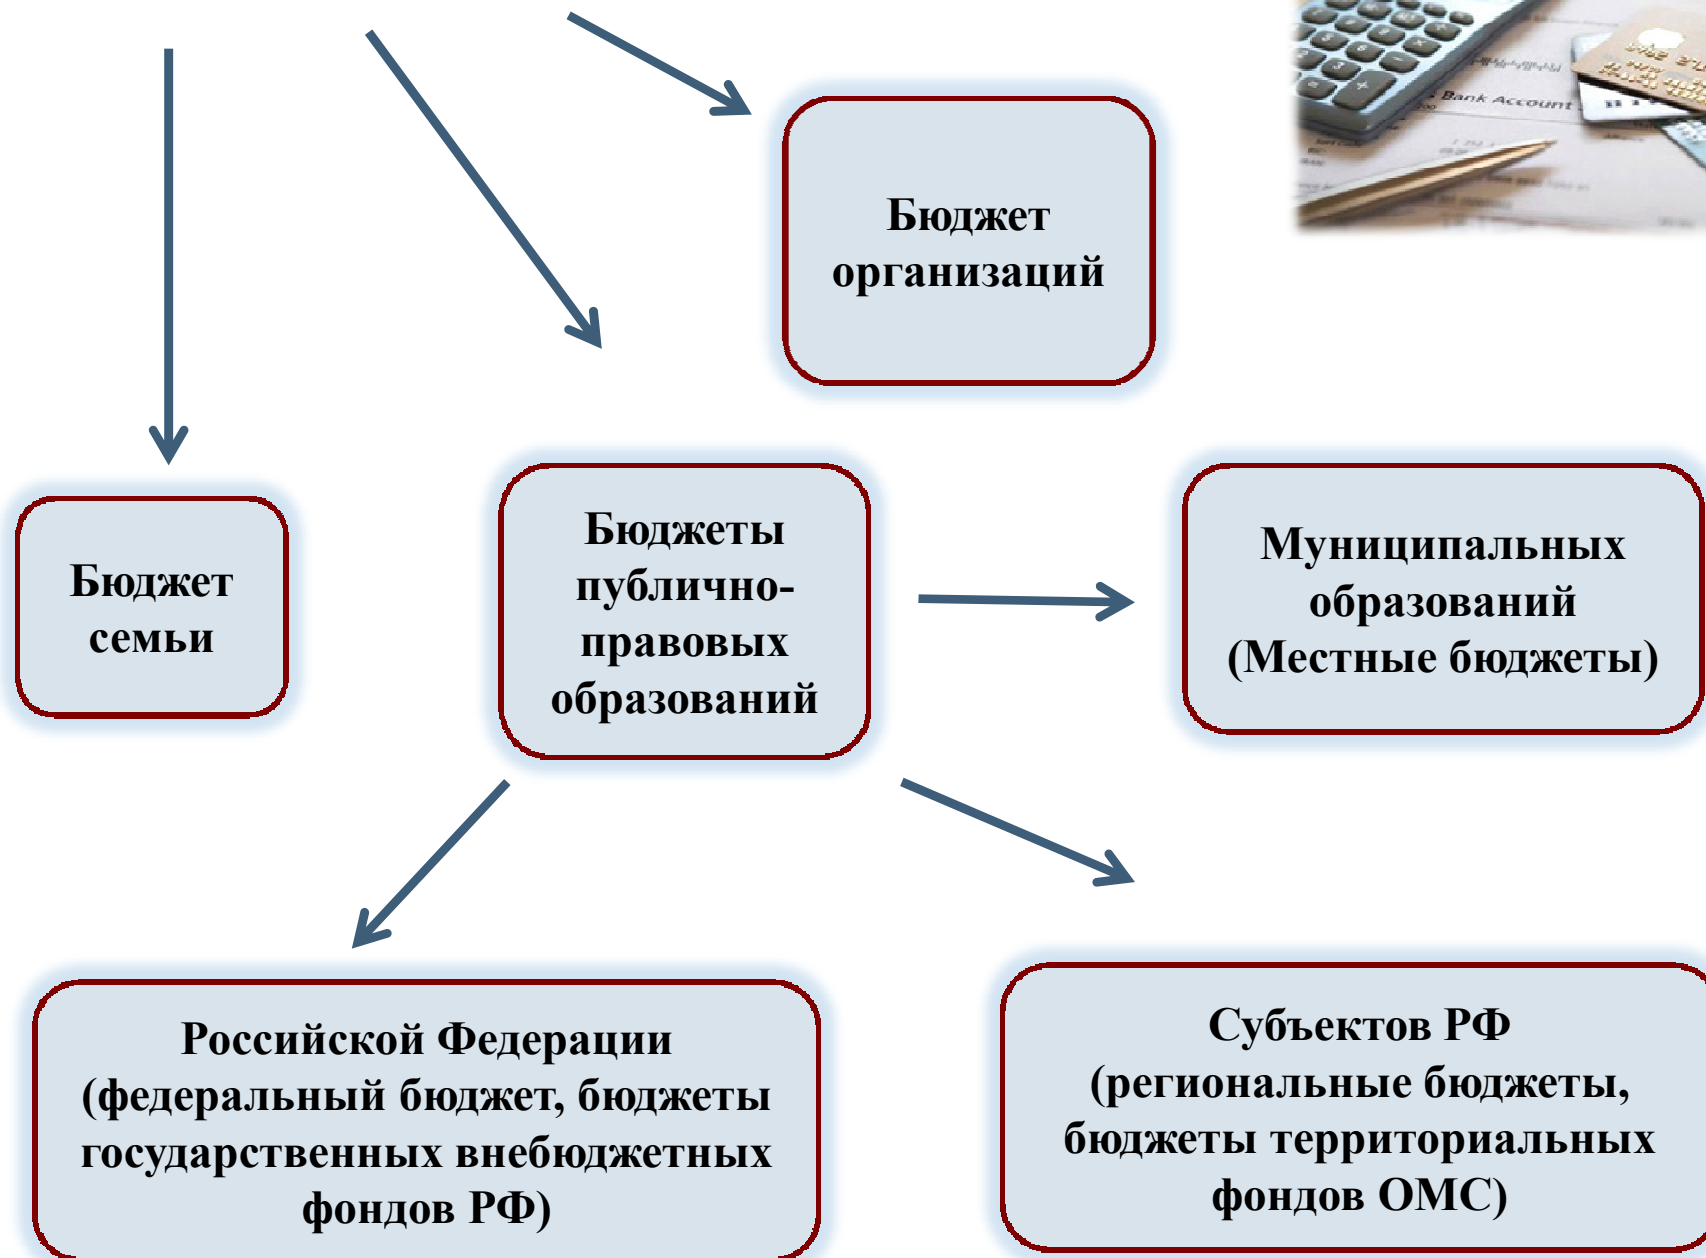 Bank Account
Бюджет
организаций
Бюджет
семьи
Бюджеты
публично-
правовых
образований
Муниципальных
образований
(Местные бюджеты)
Российской Федерации
(федеральный бюджет, бюджеты
государственных внебюджетных
фондов РФ)
Субъектов РФ
(региональные бюджеты,
бюджеты территориальных
фондов ОМС)